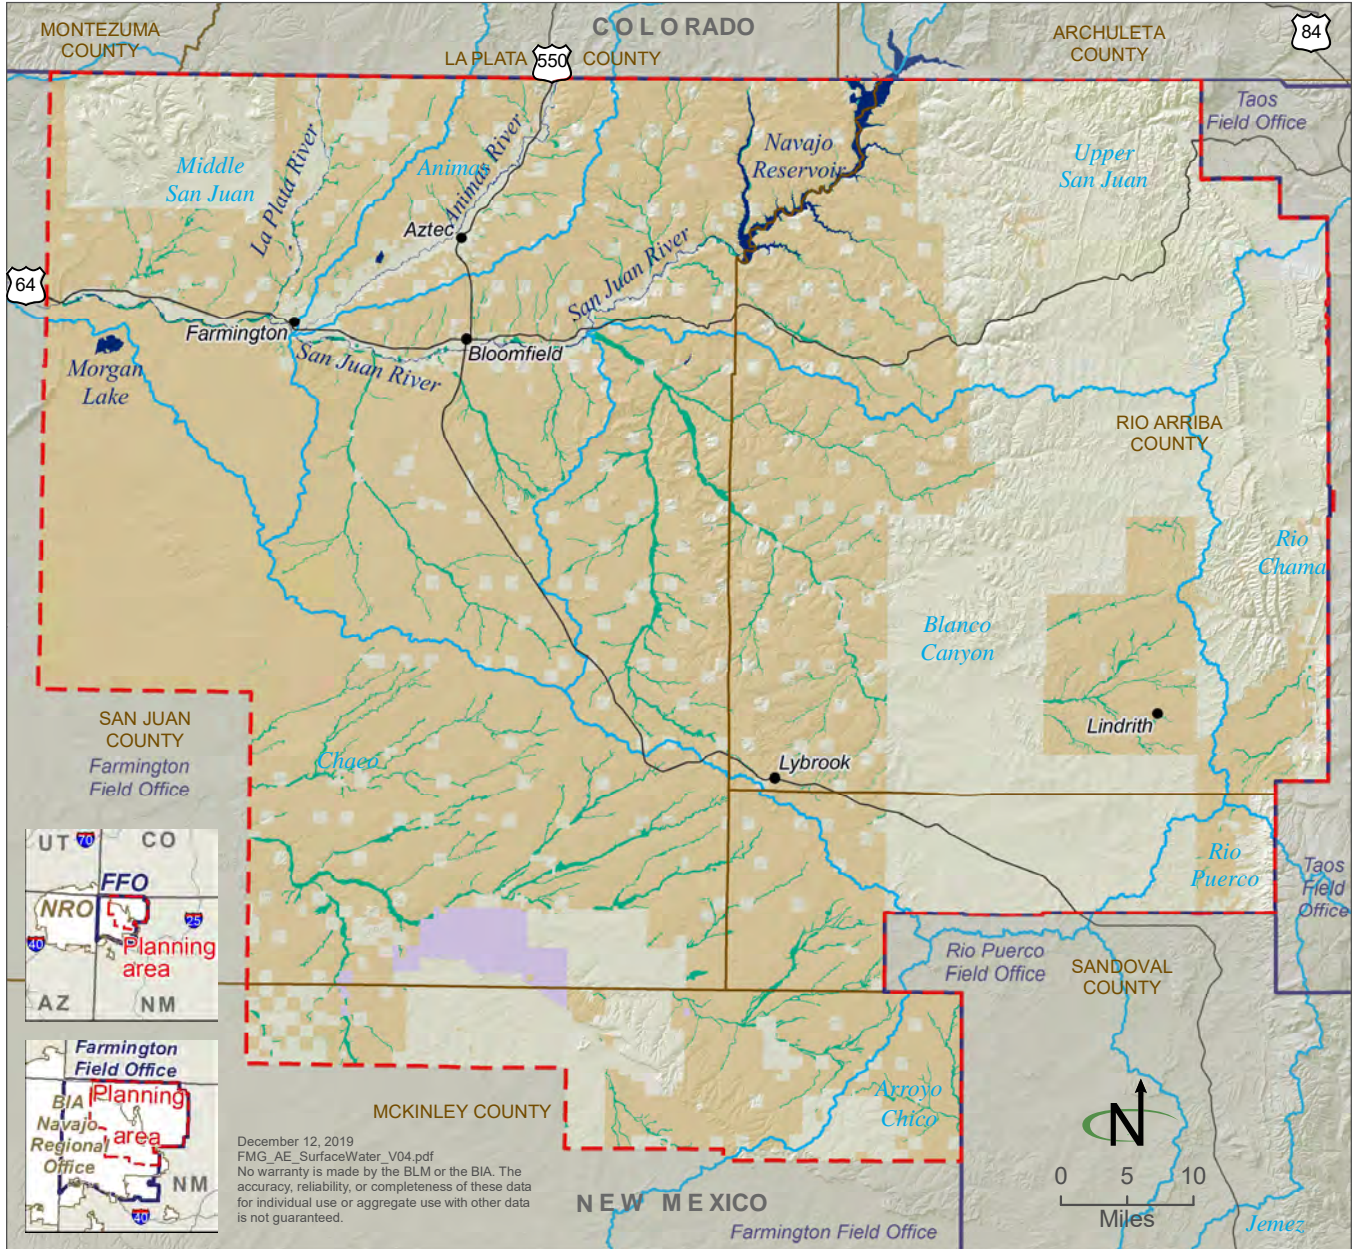 COLORADO
MONTEZUMA
COUNTY
LA PLATA
COUNTY
550
ARCHULETA
COUNTY
84
Taos
Field Office
Middle
San Juan
La Plata River
Animas
Animas River
Navajo
Reservoir
Upper
San Juan
Aztec
San Juan River
64
Farmington
Bloomfield
San Juan River
Morgan
Lake
RIO ARRIBA
COUNTY
Rio
Chama
Blanco
Canyon
Lindrith
SAN JUAN
COUNTY
Farmington
Field Office
Chaco
Lybrook
Rio
Puerco
Taos
Field
Office
Rio Puerco
Field Office
SANDOVAL
COUNTY
UT
70
CO
FFO
NRO
25
40
Planning
area
AZ
NM
Farmington
Field Office
Planning
area
BIA
Navajo
Regional
Office
NM
40
MCKINLEY COUNTY
Arroyo
Chico
December 12, 2019
FMG_AE_SurfaceWater_V04.pdf
No warranty is made by the BLM or the BIA. The
accuracy, reliability, or completeness of these data
for individual use or aggregate use with other data
is not guaranteed.
NEW MEXICO
Farmington Field Office
N
0 5 10
Miles
Jemez